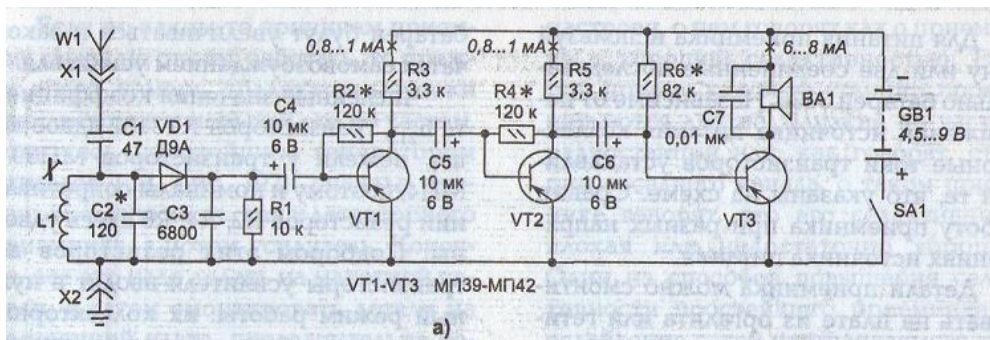 W1
X1
C1
47
VD1
Д9А
L1
C2 *
120
C3
6800
R1
10 к
C4
10 мк
6 В
R2*
120 к
0,8...1 мА
R3
3,3 к
VT1
C5
10 мк
6 В
R4*
120 к
0,8...1 мА
R5
3,3 к
VT2
C6
10 мк
6 В
R6*
82 к
C7
0,01 мк
6...8 мА
BA1
VT3
GB1
4,5...9 В
SA1
X2
VT1-VT3 МП39-МП42
а)